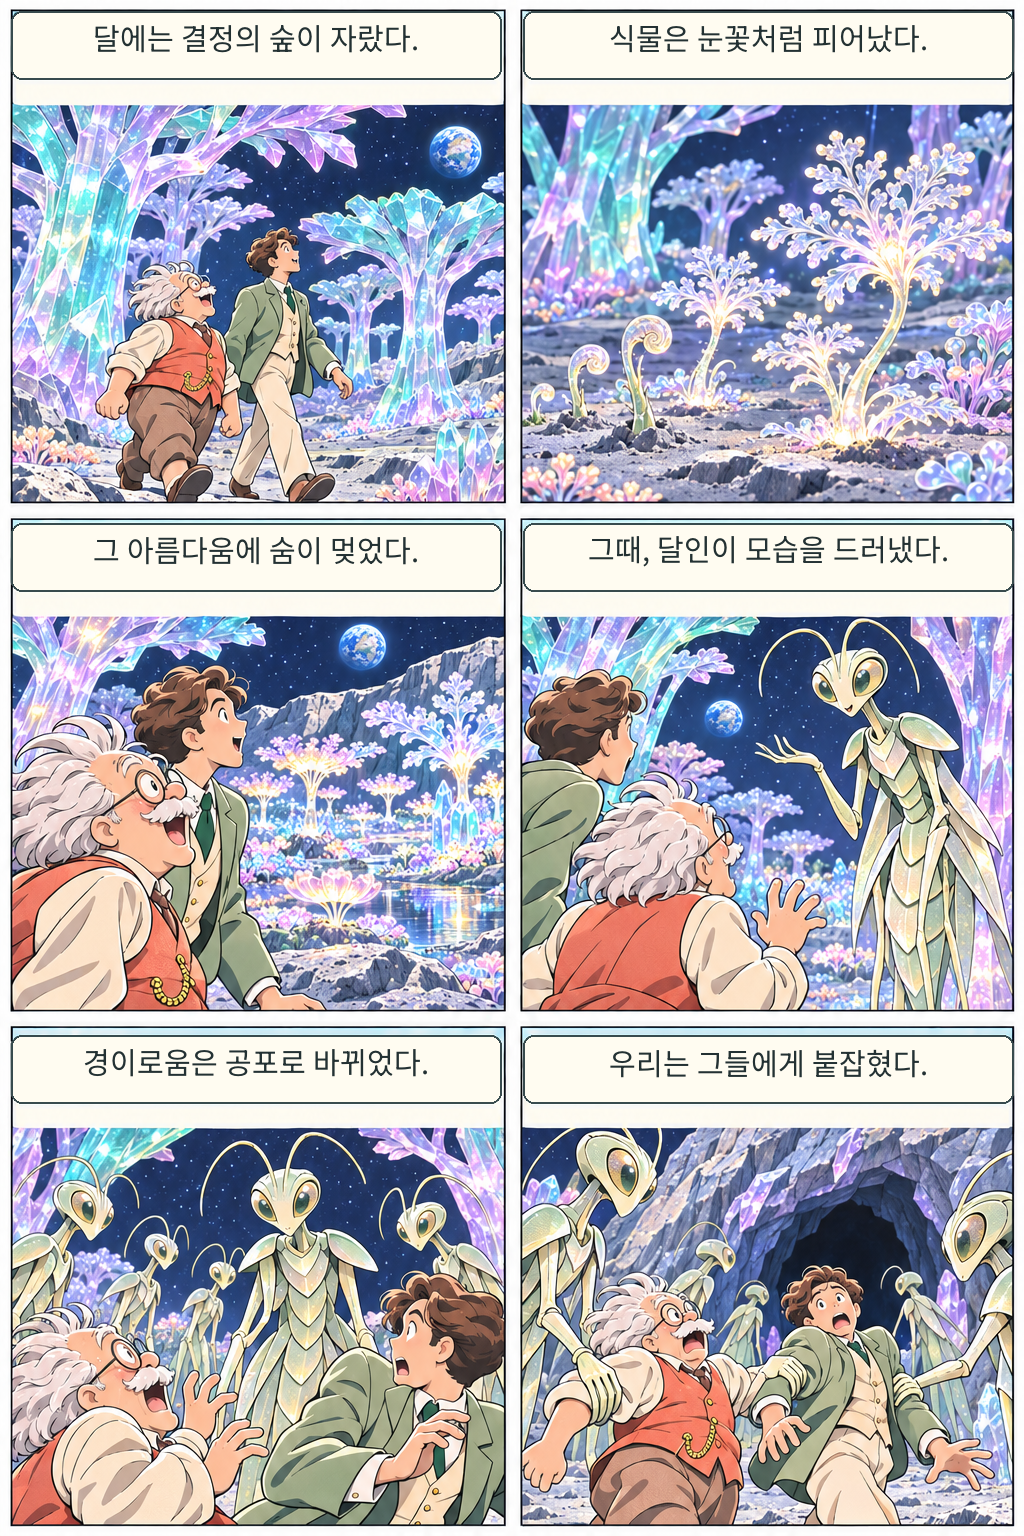 달에는 결정의 숲이 자랐다.
식물은 눈꽃처럼 피어났다.
그 아름다움에 숨이 멎었다.
그때, 달인이 모습을 드러냈다.
경이로움은 공포로 바뀌었다.
우리는 그들에게 붙잡혔다.